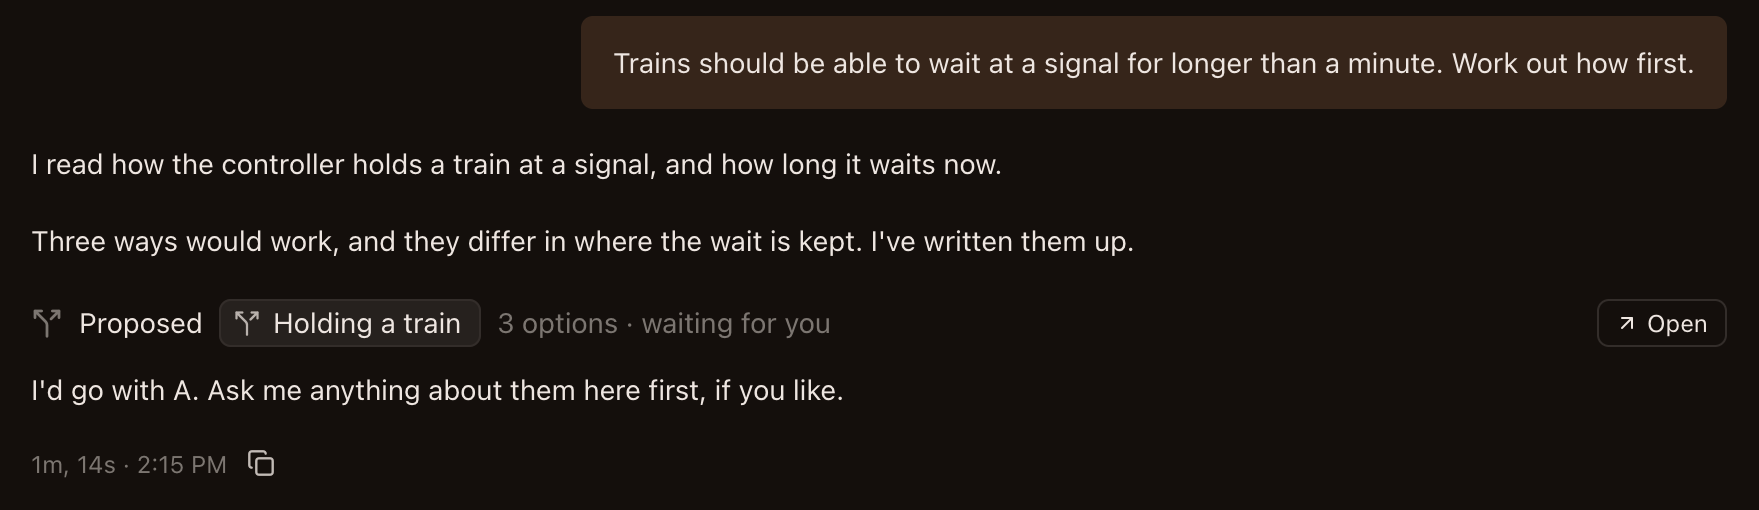 Trains should be able to wait at a signal for longer than a minute. Work out how first.
I read how the controller holds a train at a signal, and how long it waits now.
Three ways would work, and they differ in where the wait is kept. I've written them up.
Proposed Holding a train 3 options · waiting for you Open
I'd go with A. Ask me anything about them here first, if you like.
1m, 14s · 2:15 PM